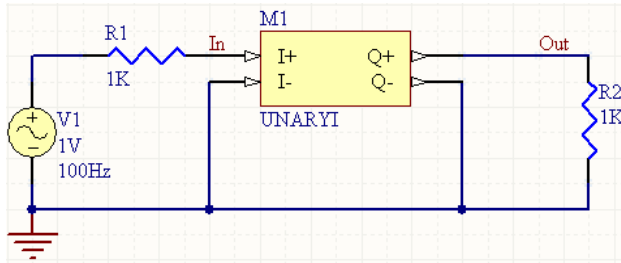 M1
R1
In
I+
Q+
Out
1K
I-
Q-
R2
1K
V1
UNARYI
1V
100Hz